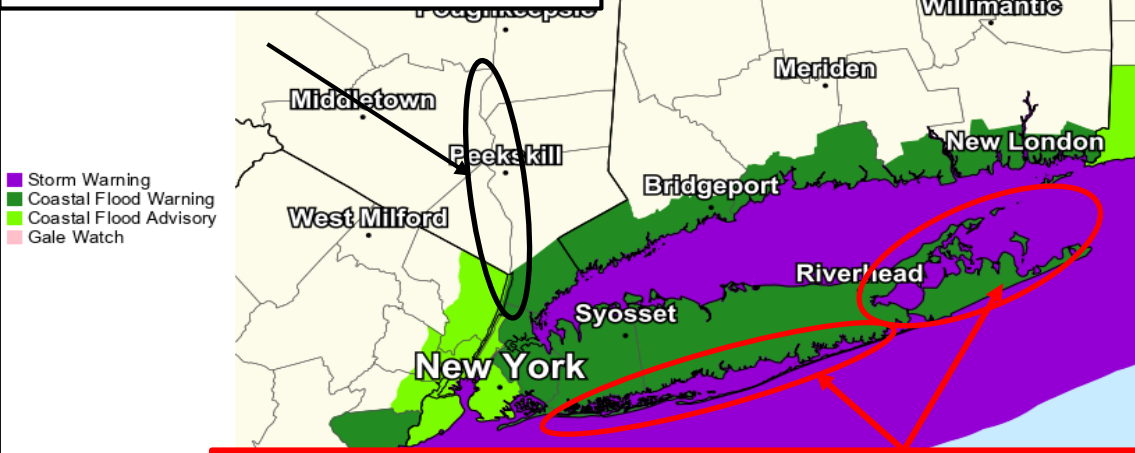 Poughkeepsie
Willimantic
Meriden
Middletown
Peekskill
New London
Bridgeport
West Milford
Storm Warning
Coastal Flood Warning
Coastal Flood Advisory
Gale Watch
Riverhead
Syosset
New York